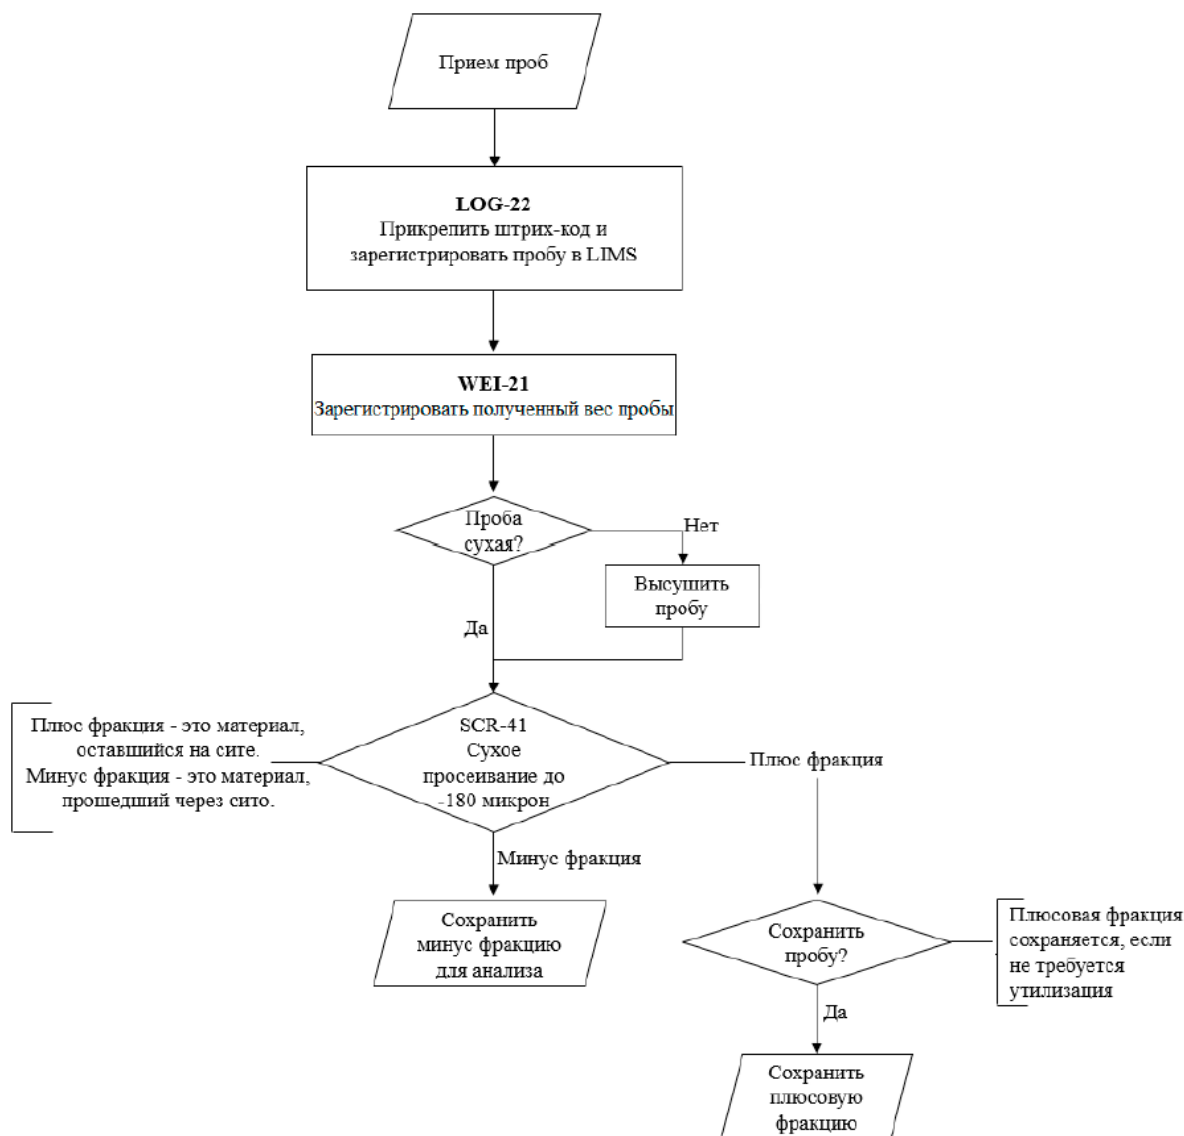 Прием проб
LOG-22
Прикрепить штрих-код и
зарегистрировать пробу в LIMS
WEI-21
Зарегистрировать полученный вес пробы
Проба
сухая?
Нет
Высушить
пробу
Да
Плюс фракция - это материал,
оставшийся на сите.
Минус фракция - это материал,
прошедший через сито.
SCR-41
Сухое
просеивание до
-180 микрон
Плюс фракция
Минус фракция
Сохранить
минус фракцию
для анализа
Сохранить
пробу?
Плюсовая фракция
сохраняется, если
не требуется
утилизация
Да
Сохранить
плюсовую
фракцию